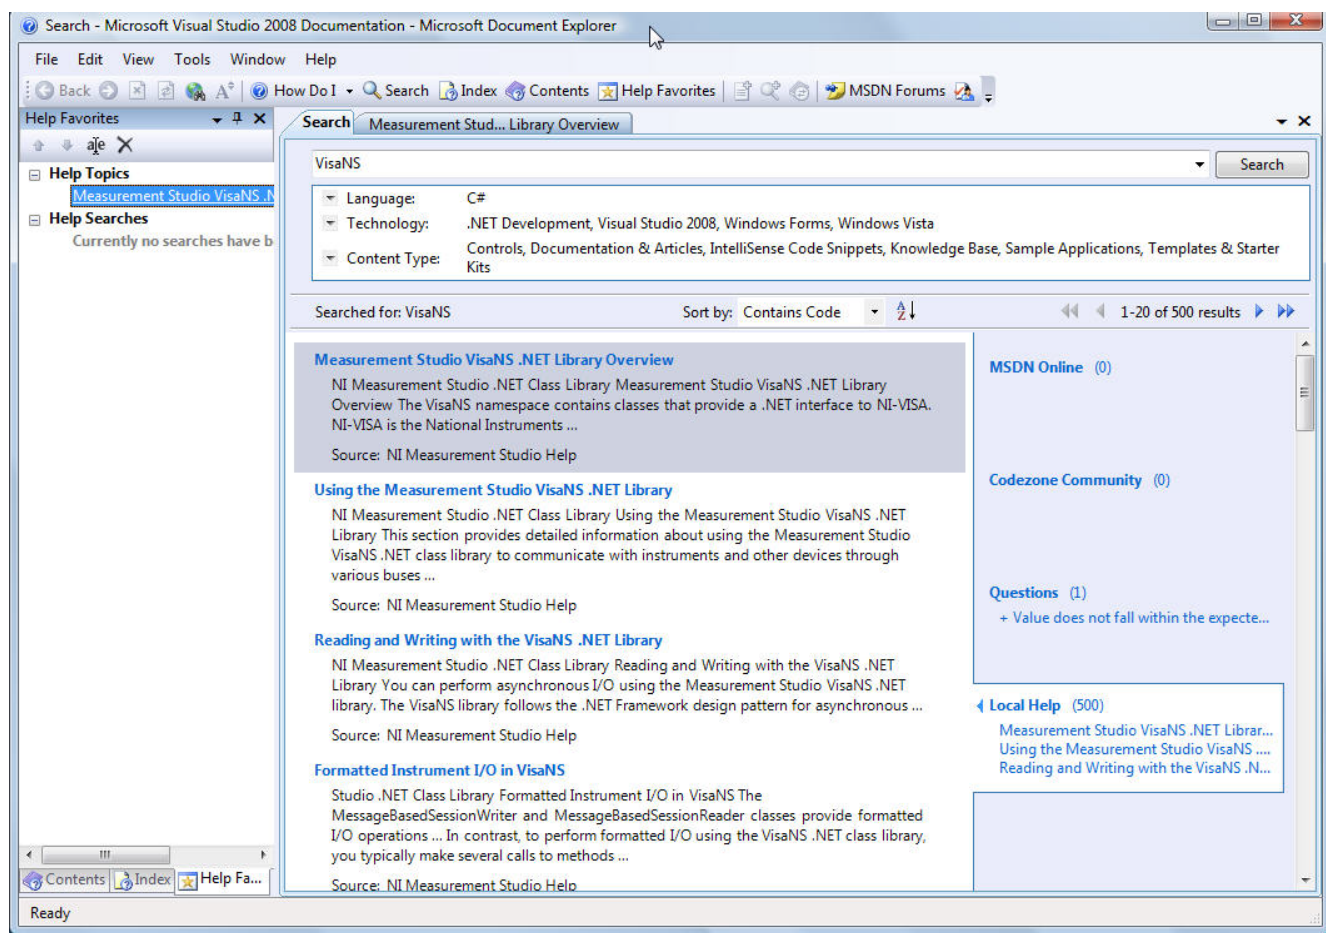 Search - Microsoft Visual Studio 2008 Documentation - Microsoft Document Explorer
File Edit View Tools Window Help
Back How Do I Search Index Contents Help Favorites MSDN Forums
Help Favorites
Search Measurement Stud... Library Overview
VisaNS Search
Help Topics
Measurement Studio VisaNS .N
Help Searches
Currently no searches have b
Language: C#
Technology: .NET Development, Visual Studio 2008, Windows Forms, Windows Vista
Content Type: Controls, Documentation & Articles, IntelliSense Code Snippets, Knowledge Base, Sample Applications, Templates & Starter
Kits
Searched for: VisaNS Sort by: Contains Code 1-20 of 500 results
Measurement Studio VisaNS .NET Library Overview
NI Measurement Studio .NET Class Library Measurement Studio VisaNS .NET Library
Overview The VisaNS namespace contains classes that provide a .NET interface to NI-VISA.
NI-VISA is the National Instruments ...
Source: NI Measurement Studio Help
Using the Measurement Studio VisaNS .NET Library
NI Measurement Studio .NET Class Library Using the Measurement Studio VisaNS .NET
Library This section provides detailed information about using the Measurement Studio
VisaNS .NET class library to communicate with instruments and other devices through
various buses ...
Source: NI Measurement Studio Help
Reading and Writing with the VisaNS .NET Library
NI Measurement Studio .NET Class Library Reading and Writing with the VisaNS .NET
Library You can perform asynchronous I/O using the Measurement Studio VisaNS .NET
library. The VisaNS library follows the .NET Framework design pattern for asynchronous ...
Source: NI Measurement Studio Help
Formatted Instrument I/O in VisaNS
Studio .NET Class Library Formatted Instrument I/O in VisaNS The
MessageBasedSessionWriter and MessageBasedSessionReader classes provide formatted
I/O operations ... In contrast, to perform formatted I/O using the VisaNS .NET class library,
you typically make several calls to methods ...
Source: NI Measurement Studio Help
MSDN Online (0)
Codezone Community (0)
Questions (1)
+ Value does not fall within the expecte...
Local Help (500)
Measurement Studio VisaNS .NET Librar...
Using the Measurement Studio VisaNS ....
Reading and Writing with the VisaNS .N...
Contents Index Help Fa...
Ready